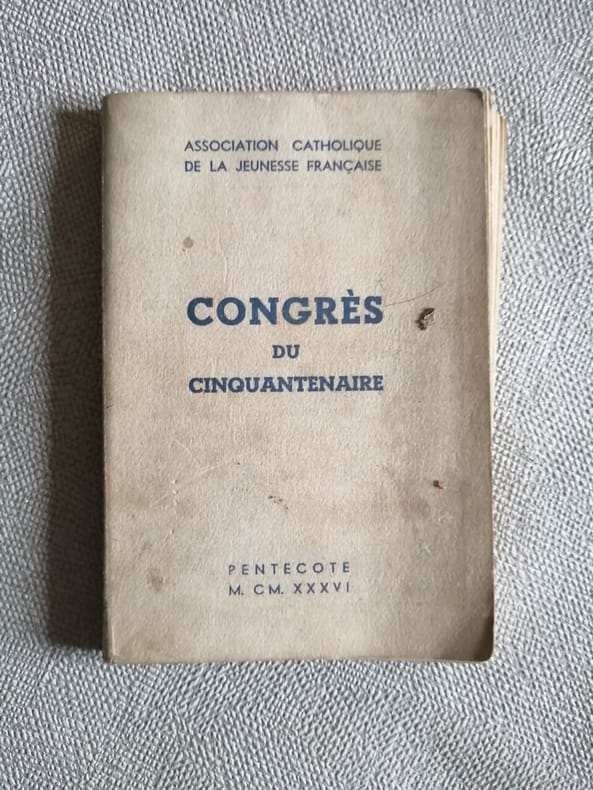 ASSOCIATION CATHOLIQUE
DE LA JEUNESSE FRANÇAISE
CONGRÈS
DU
CINQUANTENAIRE
PENTECOTE
M. CM. XXXVI